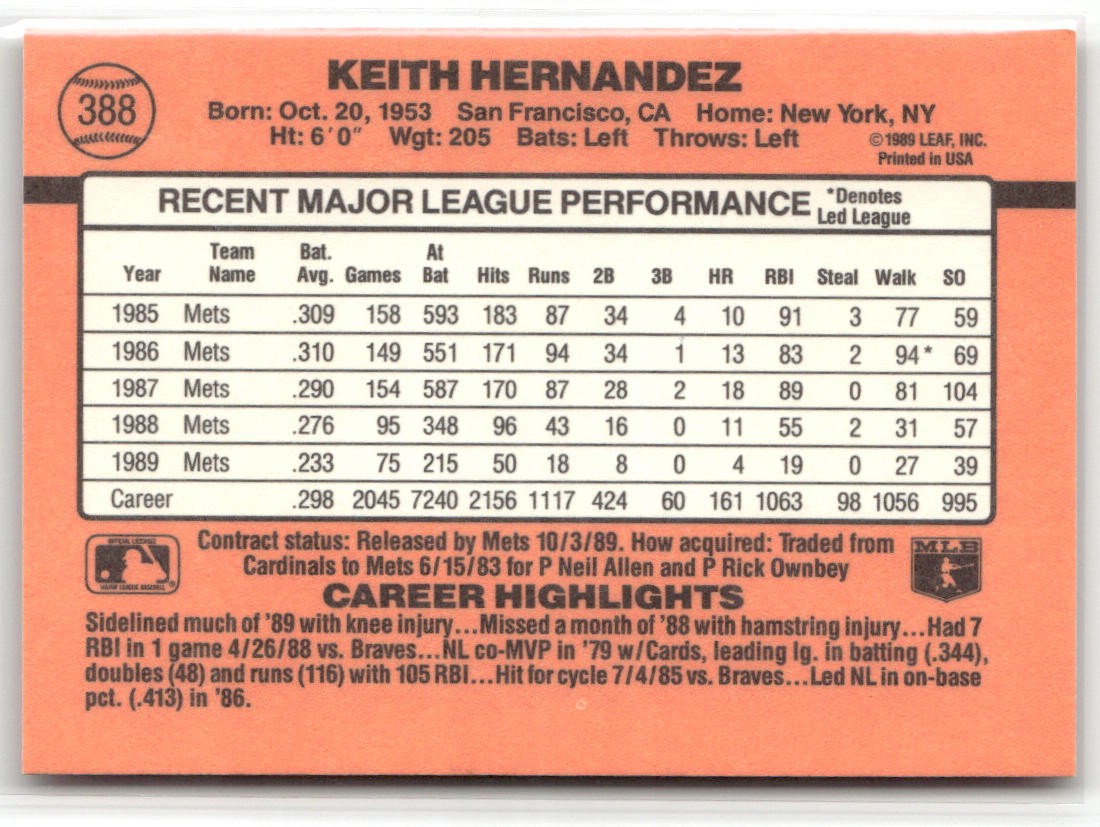 388
KEITH HERNANDEZ
Born: Oct. 20, 1953 San Francisco, CA Home: New York, NY
Ht: 6'0" Wgt: 205 Bats: Left Throws: Left
©1989 LEAF, INC.
Printed in USA
RECENT MAJOR LEAGUE PERFORMANCE *Denotes Led League
Year Team Name Bat. Avg. Games At Bat Hits Runs 2B 3B HR RBI Steal Walk SO
1985 Mets .309 158 593 183 87 34 4 10 91 3 77 59
1986 Mets .310 149 551 171 94 34 1 13 83 2 94* 69
1987 Mets .290 154 587 170 87 28 2 18 89 0 81 104
1988 Mets .276 95 348 96 43 16 0 11 55 2 31 57
1989 Mets .233 75 215 50 18 8 0 4 19 0 27 39
Career .298 2045 7240 2156 1117 424 60 161 1063 98 1056 995
OFFICIAL LICENSEE
MAJOR LEAGUE BASEBALL
Contract status: Released by Mets 10/3/89. How acquired: Traded from
Cardinals to Mets 6/15/83 for P Neil Allen and P Rick Ownbey
MLB
CAREER HIGHLIGHTS
Sidelined much of '89 with knee injury...Missed a month of '88 with hamstring injury...Had 7
RBI in 1 game 4/26/88 vs. Braves...NL co-MVP in '79 w/Cards, leading lg. in batting (.344),
doubles (48) and runs (116) with 105 RBI...Hit for cycle 7/4/85 vs. Braves...Led NL in on-base
pct. (.413) in '86.